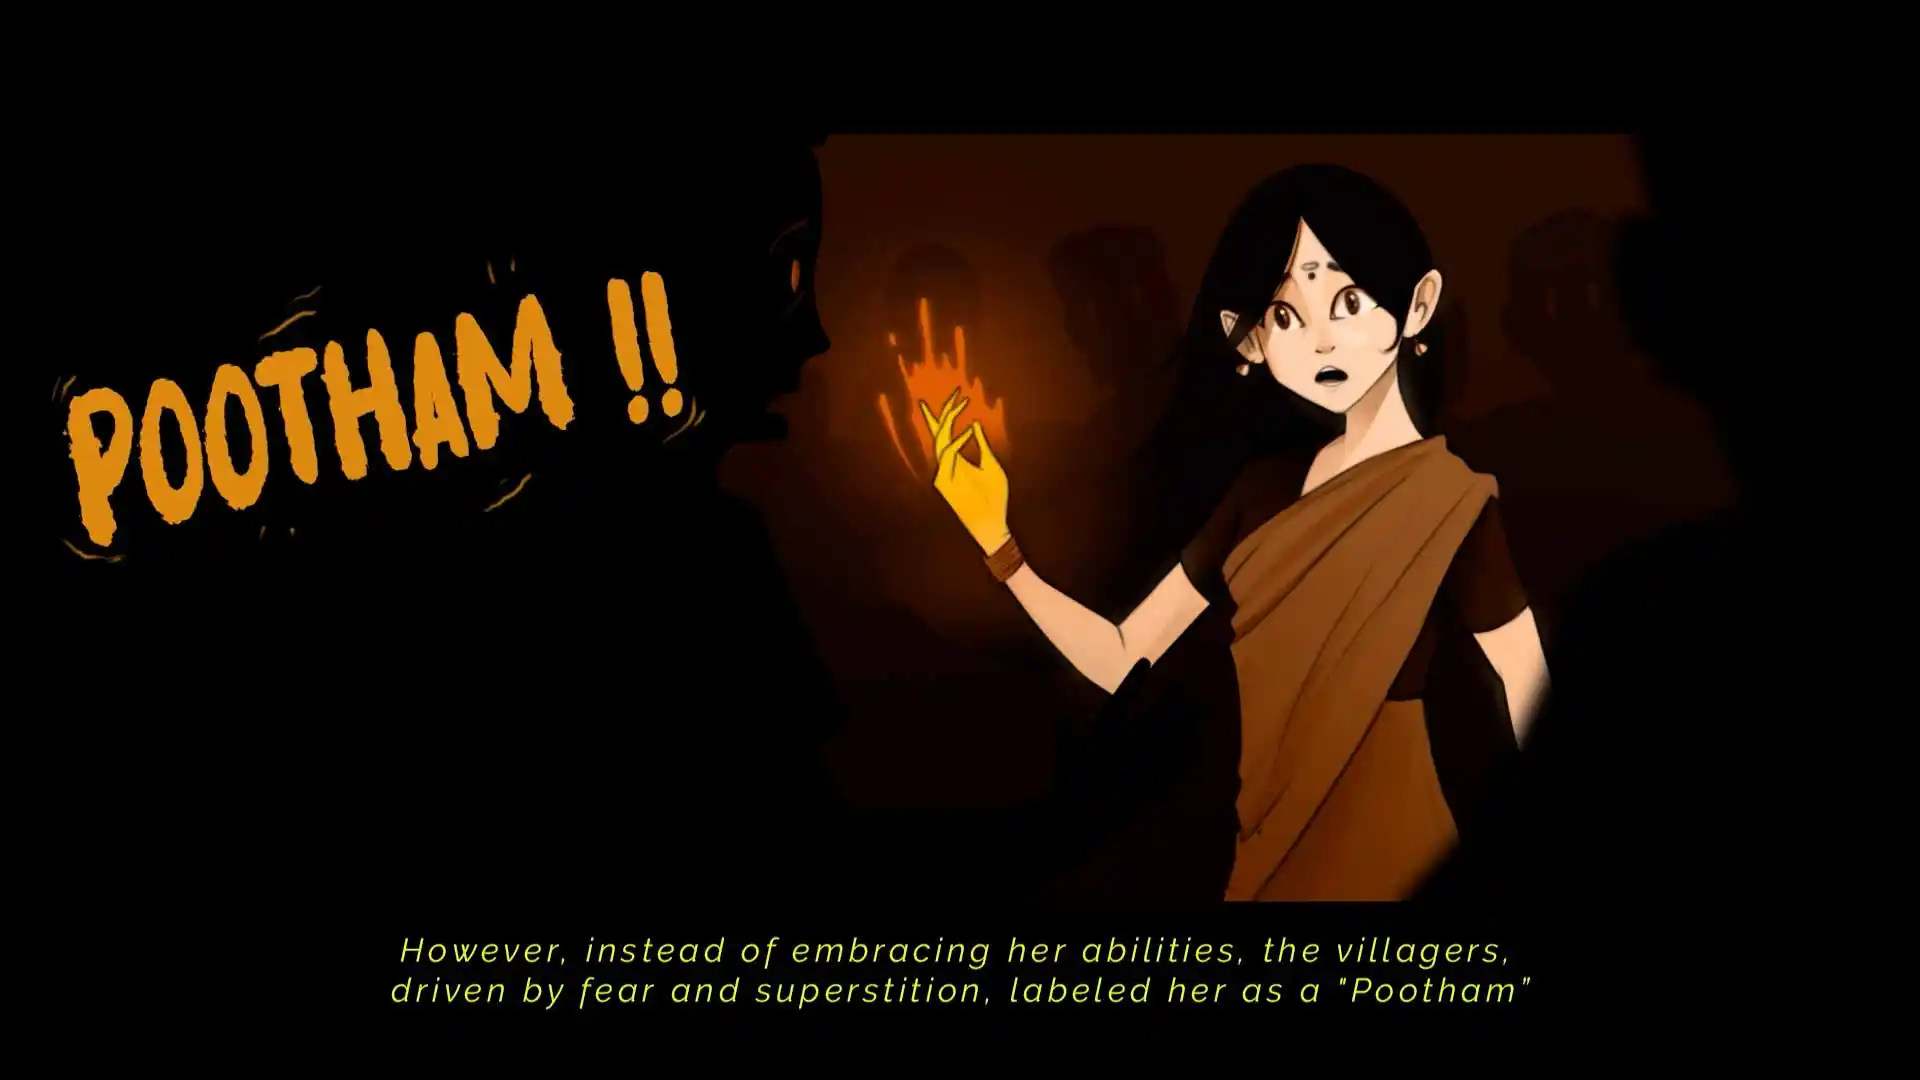 POOTHAM !!
However, instead of embracing her abilities, the villagers,
driven by fear and superstition, labeled her as a "Pootham"